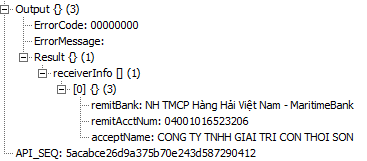 Output {} (3)
ErrorCode: 00000000
ErrorMessage:
Result {} (1)
receiverInfo [] (1)
[0] {} (3)
remitBank: NH TMCP Hàng Hải Việt Nam - MaritimeBank
remitAcctNum: 04001016523206
acceptName: CONG TY TNHH GIAI TRI CON THOI SON
API_SEQ: 5acabce26d9a375b70e243d587290412